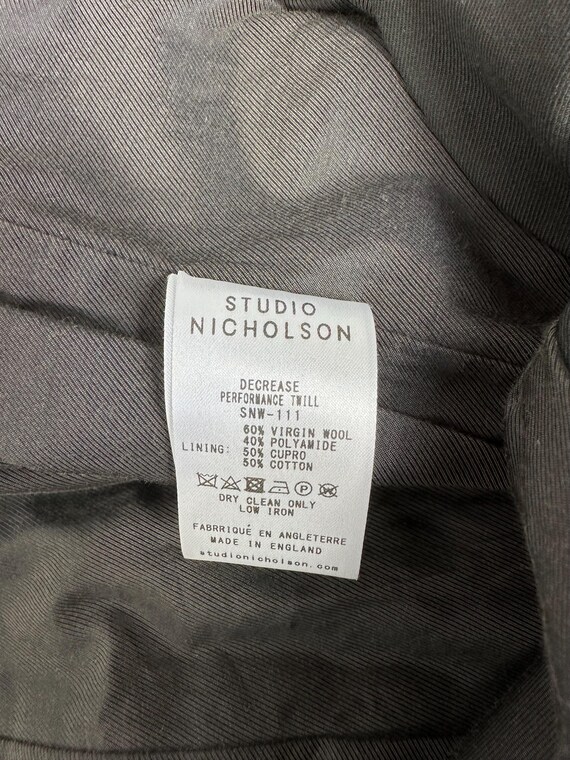 STUDIO
NICHOLSON
DECREASE
PERFORMANCE TWILL
SNW-111
60% VIRGIN WOOL
40% POLYAMIDE
LINING: 50% CUPRO
50% COTTON
P W
DRY CLEAN ONLY
LOW IRON
FABRRIQUÉ EN ANGLETERRE
MADE IN ENGLAND
studionicholson.com